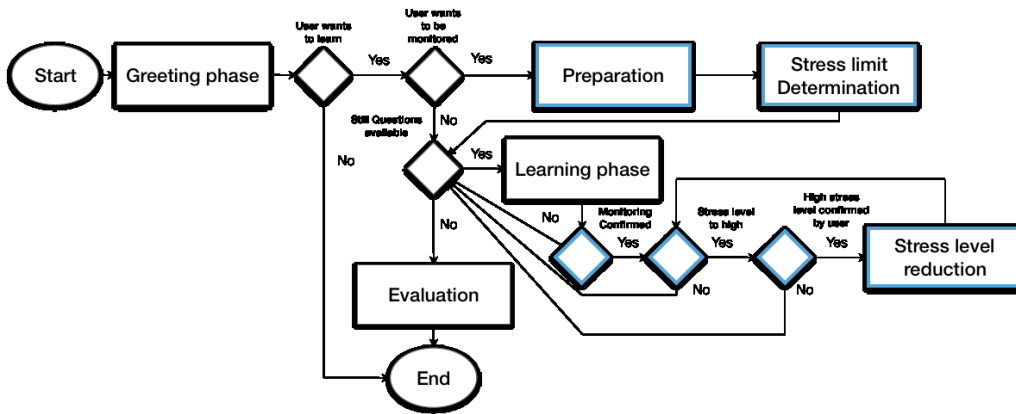 User wants
to learn
User wants
to be
monitored
Start
Greeting phase
Yes
Yes
Preparation
Stress limit
Determination
Still Questions
available
No
No
Yes
Learning phase
No
No
Monitoring
Confirmed
Yes
Stress level
to high
Yes
High stress
level confirmed
by user
Yes
Stress level
reduction
No
No
Evaluation
End